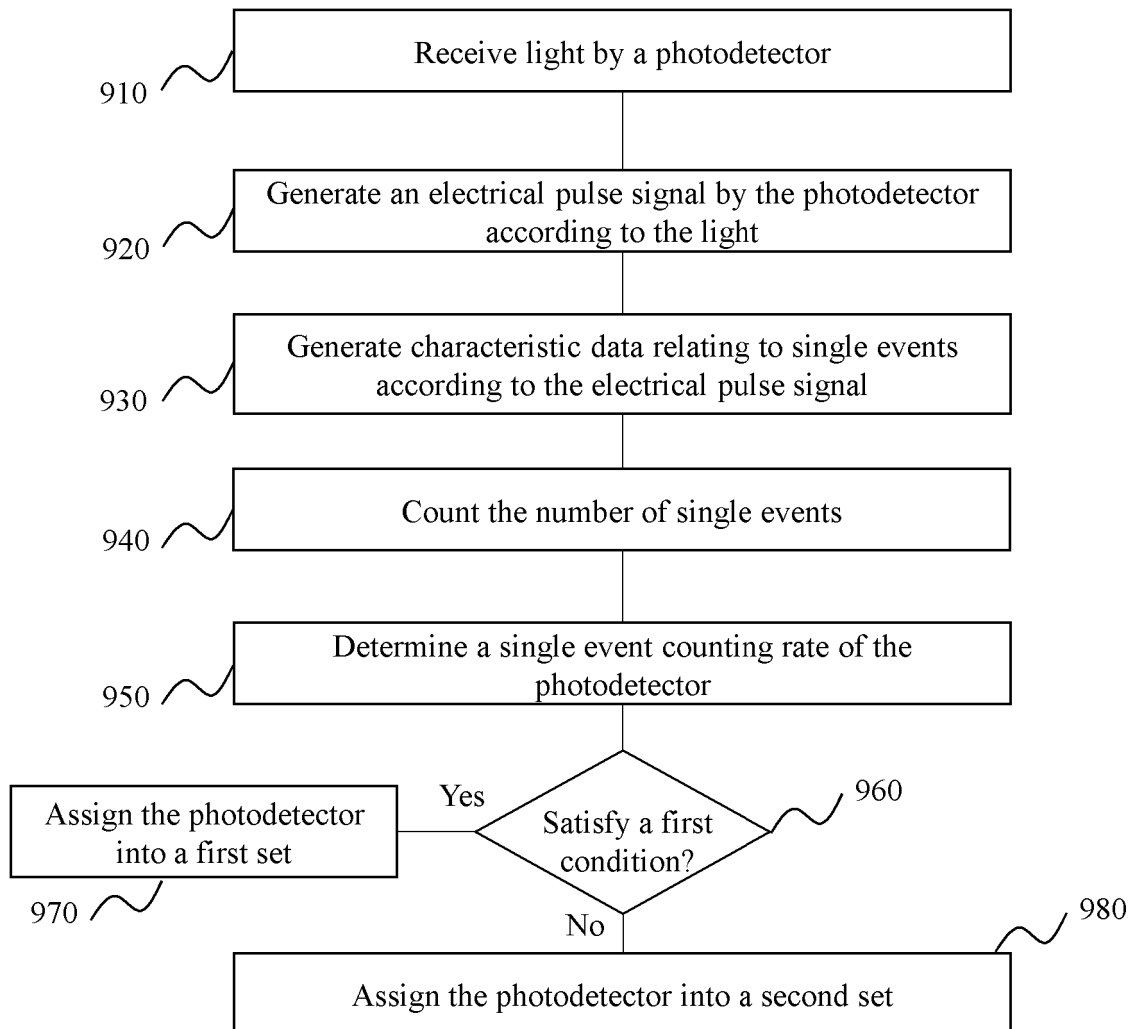 Receive light by a photodetector
910
Generate an electrical pulse signal by the photodetector
according to the light
920
Generate characteristic data relating to single events
according to the electrical pulse signal
930
Count the number of single events
940
Determine a single event counting rate of the
photodetector
950
960
Yes
Satisfy a first
condition?
Assign the photodetector
into a first set
970
No
980
Assign the photodetector into a second set